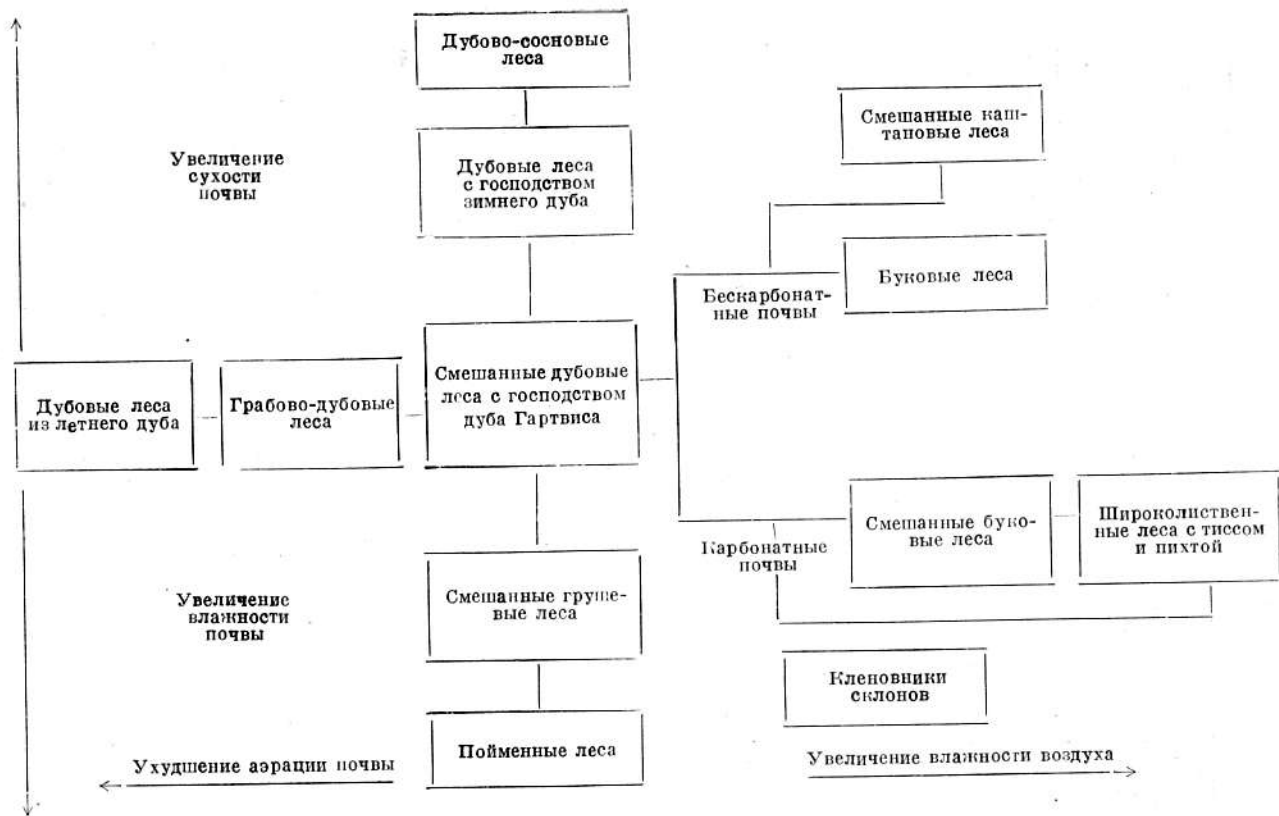 Дубово-сосновые
леса
Смешанные каш-
тановые леса
Увеличение
сухости
почвы
Дубовые леса
с господством
зимнего дуба
Буковые леса
Бескарбонат-
ные почвы
Смешанные дубовые
леса с господством
дуба Гартвиса
Дубовые леса
из летнего дуба
Грабово-дубовые
леса
Широколиствен-
ные леса с тиссом
и пихтой
Смешанные буко-
вые леса
Карбонатные
почвы
Увеличение
влажности
почвы
Смешанные груше-
вые леса
Кленовники
склонов
Пойменные леса
Ухудшение аэрации почвы
Увеличение влажности воздуха